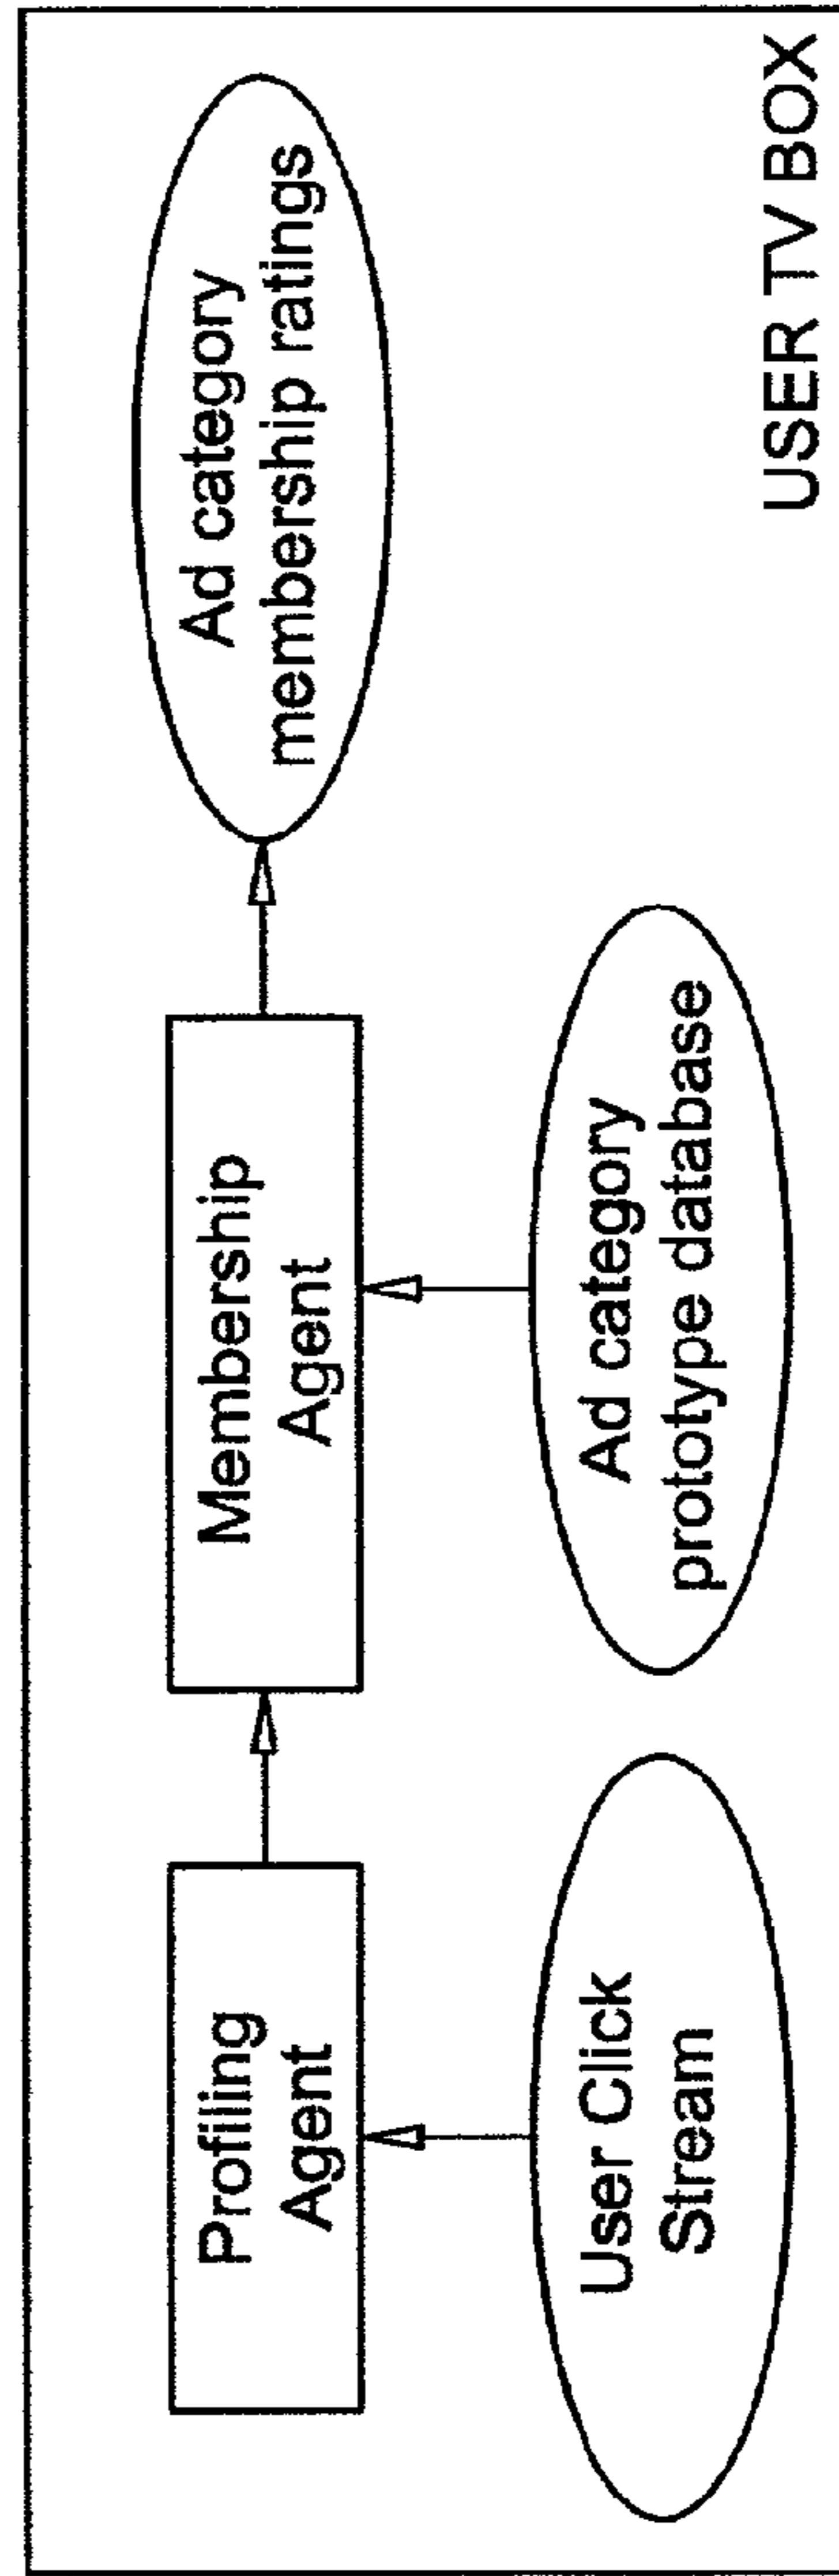 Profiling
Agent
Membership
Agent
Ad category
membership ratings
User Click
Stream
Ad category
prototype database
USER TV BOX